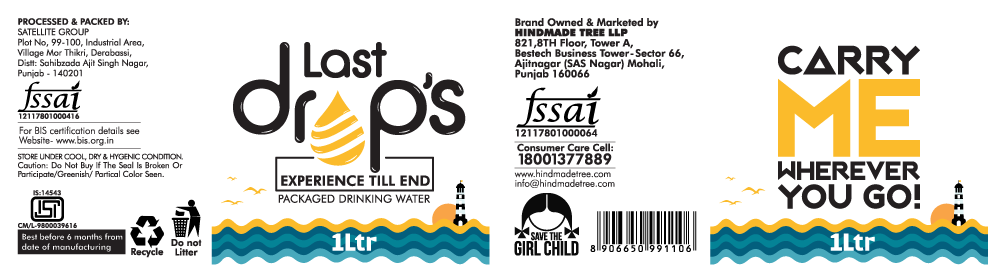 PROCESSED & PACKED BY:
SATELLITE GROUP
Plot No, 99-100, Industrial Area,
Village Mor Thikri, Derabassi,
Distt: Sahibzada Ajit Singh Nagar,
Punjab - 140201
fssai
12117801000416
For BIS certification details see
Website- www.bis.org.in
STORE UNDER COOL, DRY & HYGENIC CONDITION.
Caution: Do Not Buy If The Seal Is Broken Or
Participate/Greenish/ Partical Color Seen.
IS:14543
ISI
CM/L-9800039616
Best before 6 months from
date of manufacturing
Recycle
Do not
Litter
Last
drop's
EXPERIENCE TILL END
PACKAGED DRINKING WATER
1Ltr
Brand Owned & Marketed by
HINDMADE TREE LLP
821,8TH Floor, Tower A,
Bestech Business Tower-Sector 66,
Ajitnagar (SAS Nagar) Mohali,
Punjab 160066
fssai
12117801000064
Consumer Care Cell:
18001377889
www.hindmadetree.com
info@hindmadetree.com
SAVE THE
GIRL CHILD
8 906650 991106
CARRY
ME
WHEREVER
YOU GO!
1Ltr